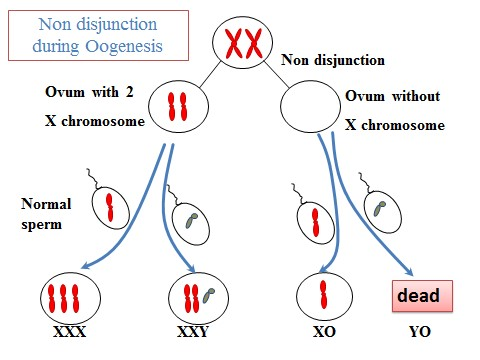 Non disjunction
during Oogenesis
Non disjunction
Ovum with 2
X chromosome
Ovum without
X chromosome
Normal
sperm
dead
XXX
XXY
XO
YO